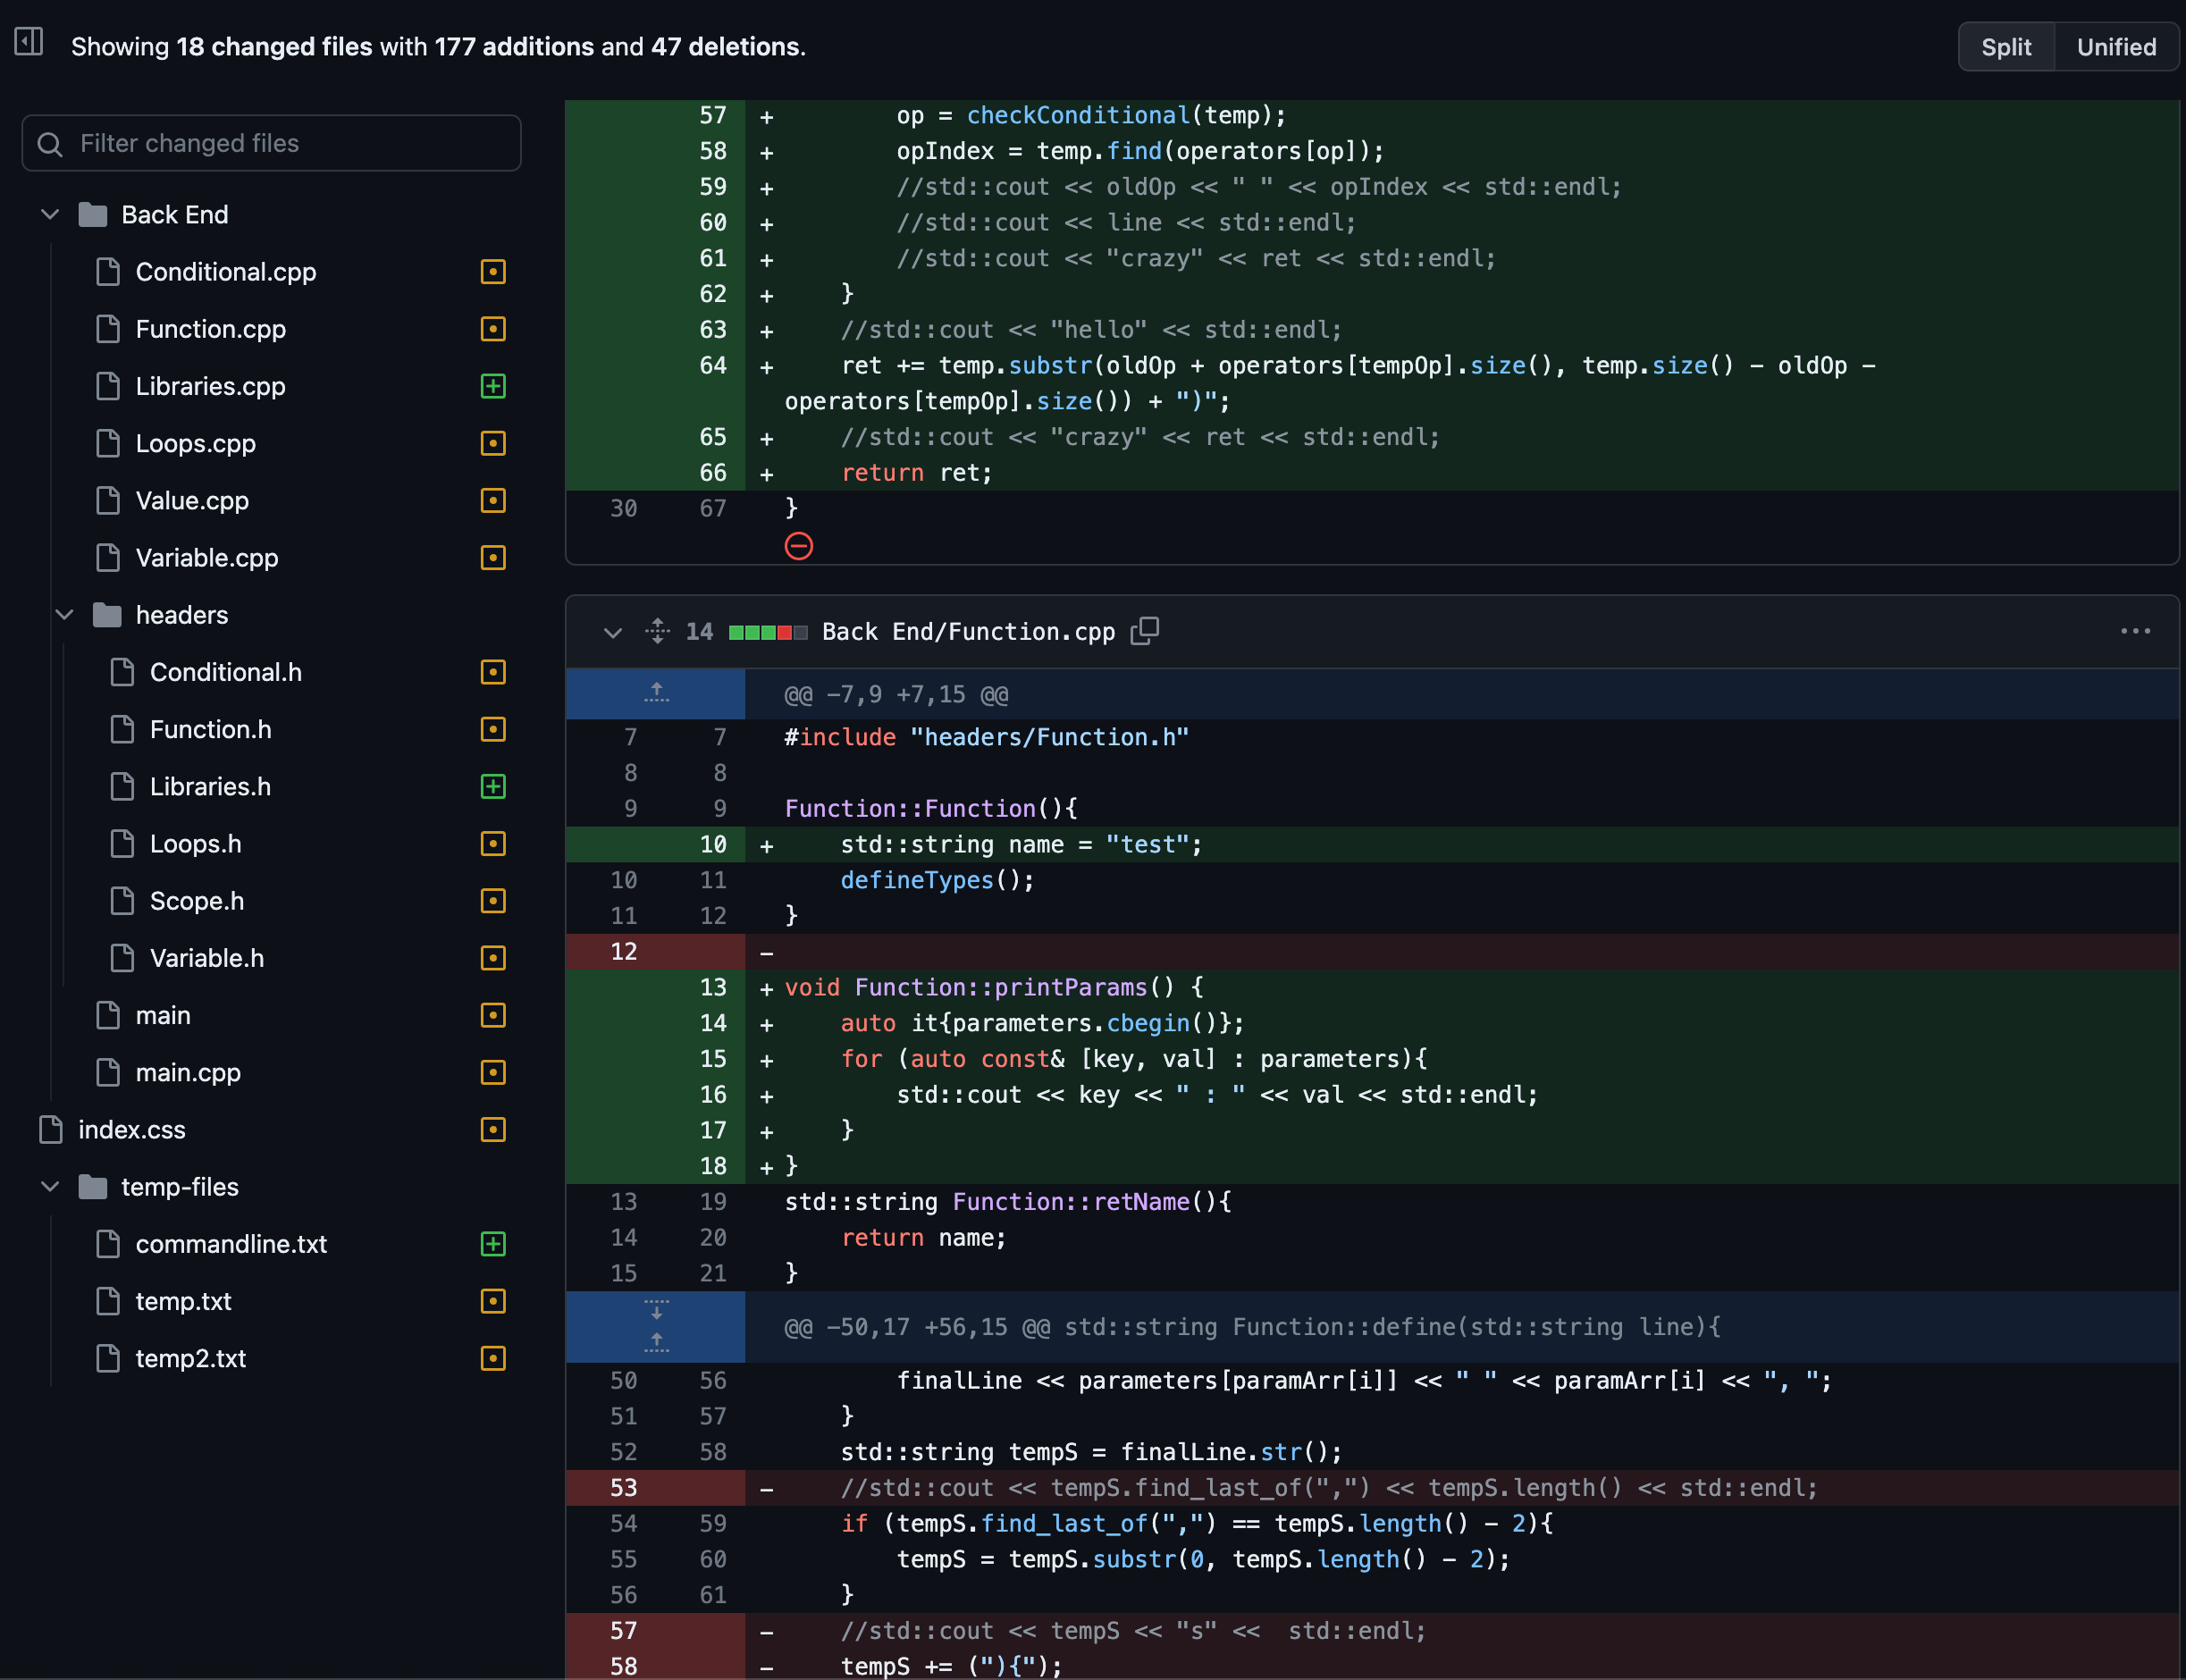 Showing 18 changed files with 177 additions and 47 deletions.
Split Unified
Filter changed files
Back End
Conditional.cpp
Function.cpp
Libraries.cpp
Loops.cpp
Value.cpp
Variable.cpp
headers
Conditional.h
Function.h
Libraries.h
Loops.h
Scope.h
Variable.h
main
main.cpp
index.css
temp-files
commandline.txt
temp.txt
temp2.txt
57 + op = checkConditional(temp);
58 + opIndex = temp.find(operators[op]);
59 + //std::cout << oldOp << " " << opIndex << std::endl;
60 + //std::cout << line << std::endl;
61 + //std::cout << "crazy" << ret << std::endl;
62 + }
63 + //std::cout << "hello" << std::endl;
64 + ret += temp.substr(oldOp + operators[tempOp].size(), temp.size() - oldOp -
operators[tempOp].size()) + ")";
65 + //std::cout << "crazy" << ret << std::endl;
66 + return ret;
30 67 }
14 Back End/Function.cpp
@@ -7,9 +7,15 @@
7 7 #include "headers/Function.h"
8 8
9 9 Function::Function(){
10 + std::string name = "test";
10 11 defineTypes();
11 12 }
12 -
13 + void Function::printParams() {
14 + auto it{parameters.cbegin()};
15 + for (auto const& [key, val] : parameters){
16 + std::cout << key << " : " << val << std::endl;
17 + }
18 + }
13 19 std::string Function::retName(){
14 20 return name;
15 21 }
@@ -50,17 +56,15 @@ std::string Function::define(std::string line){
50 56 finalLine << parameters[paramArr[i]] << " " << paramArr[i] << ", ";
51 57 }
52 58 std::string tempS = finalLine.str();
53 - //std::cout << tempS.find_last_of(",") << tempS.length() << std::endl;
54 59 if (tempS.find_last_of(",") == tempS.length() - 2){
55 60 tempS = tempS.substr(0, tempS.length() - 2);
56 61 }
57 - //std::cout << tempS << "s" <<  std::endl;
58 - tempS += ("){");